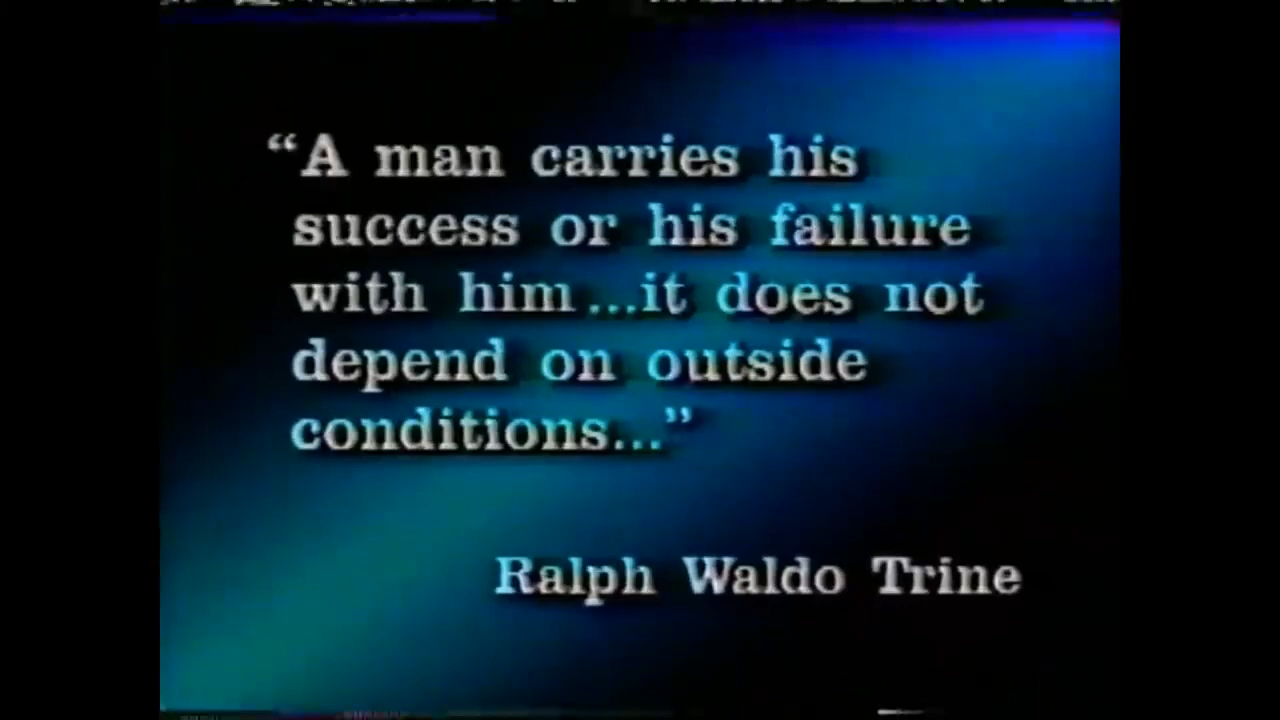 “A man carries his
success or his failure
with him...it does not
depend on outside
conditions...”
Ralph Waldo Trine